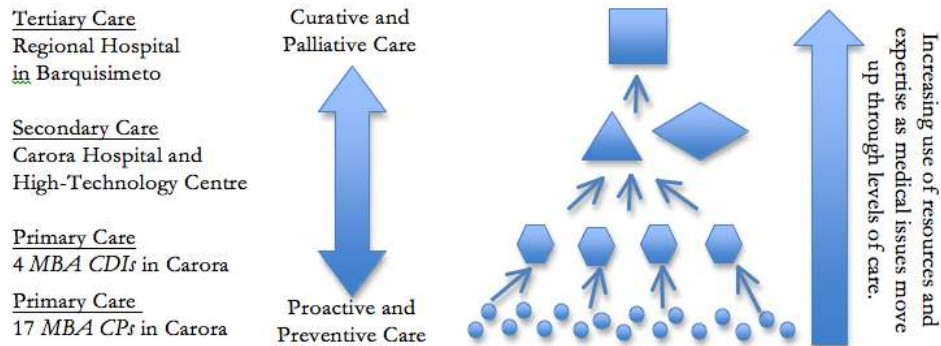 Tertiary Care
Regional Hospital
in Barquisimeto
Secondary Care
Carora Hospital and
High-Technology Centre
Primary Care
4 MBA CDIs in Carora
Primary Care
17 MBA CPs in Carora
Curative and
Palliative Care
Proactive and
Preventive Care
Increasing use of resources and
expertise as medical issues move
up through levels of care.